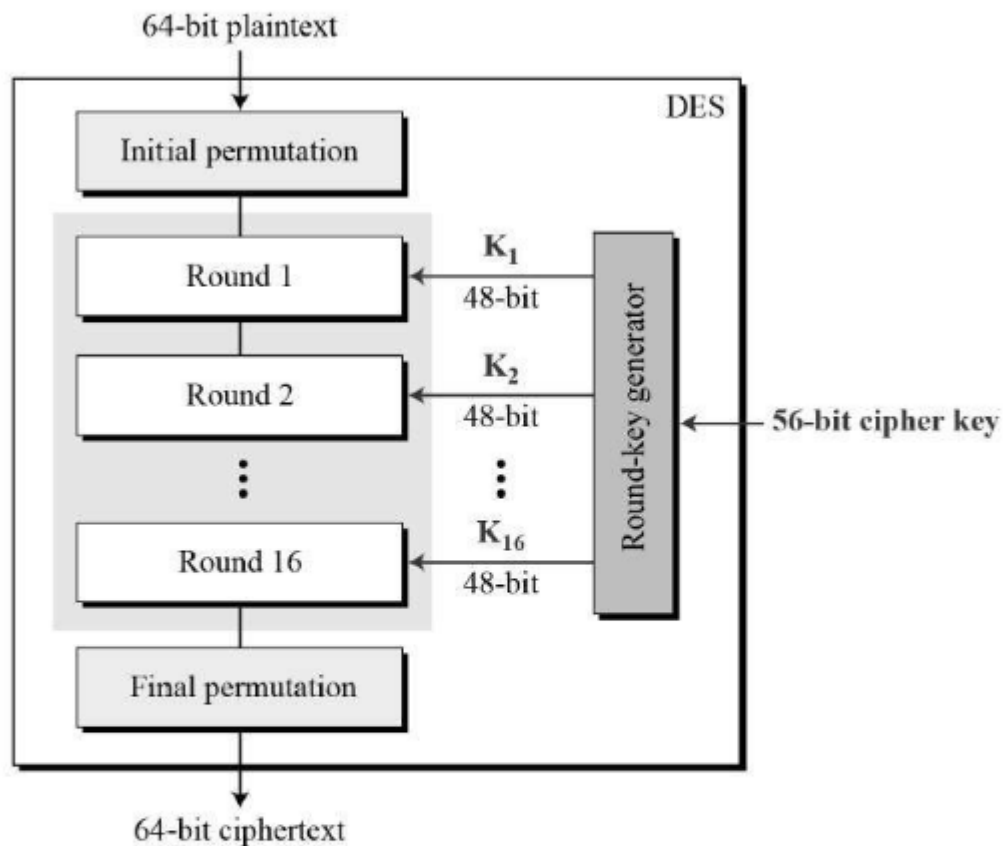 64-bit plaintext
DES
Initial permutation
K₁
Round 1
48-bit
K₂
Round 2
48-bit
Round-key generator
56-bit cipher key
⋮
⋮
K₁₆
Round 16
48-bit
Final permutation
64-bit ciphertext